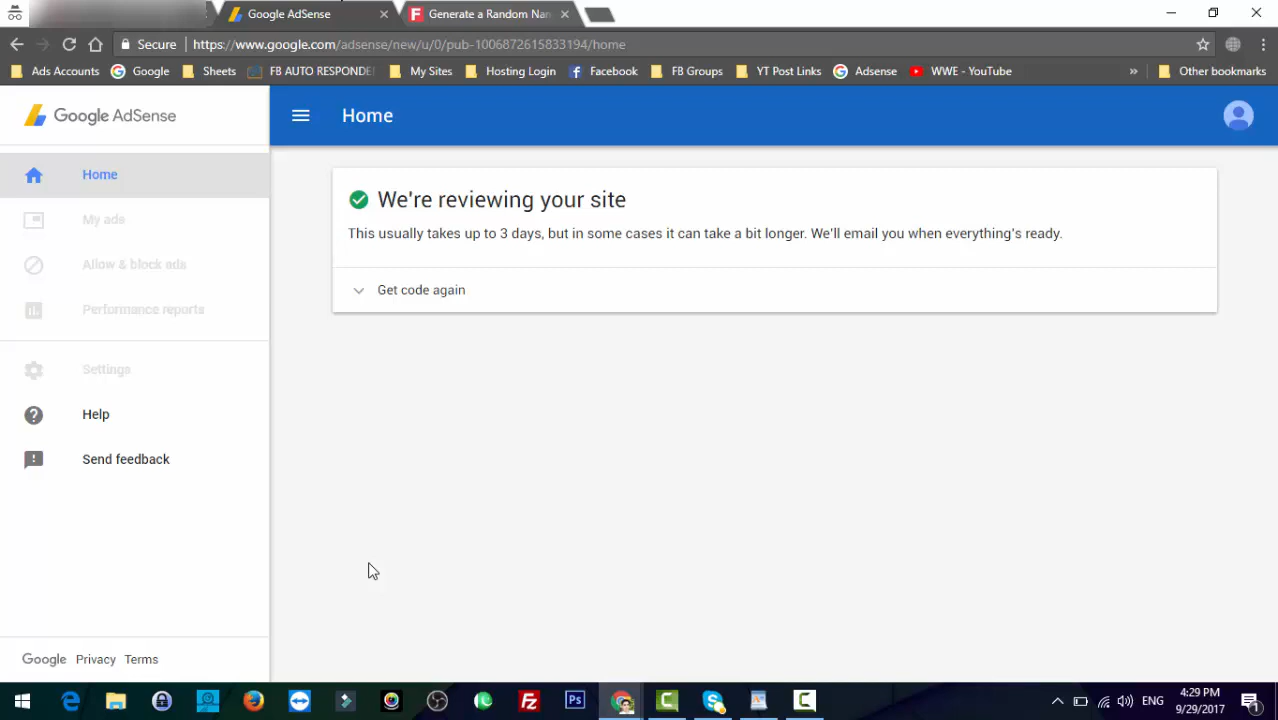 Google AdSense
Generate a Random Nan
Secure
https://www.google.com/adsense/new/u/0/pub-1006872615833194/home
Ads Accounts
Google
Sheets
FB AUTO RESPONDE
My Sites
Hosting Login
Facebook
FB Groups
YT Post Links
Adsense
WWE - YouTube
»
Other bookmarks
Google AdSense
Home
Home
My ads
Allow & block ads
Performance reports
Settings
Help
Send feedback
We're reviewing your site
This usually takes up to 3 days, but in some cases it can take a bit longer. We'll email you when everything's ready.
Get code again
Google Privacy Terms
Fz
Ps
ENG
4:29 PM
9/29/2017
1